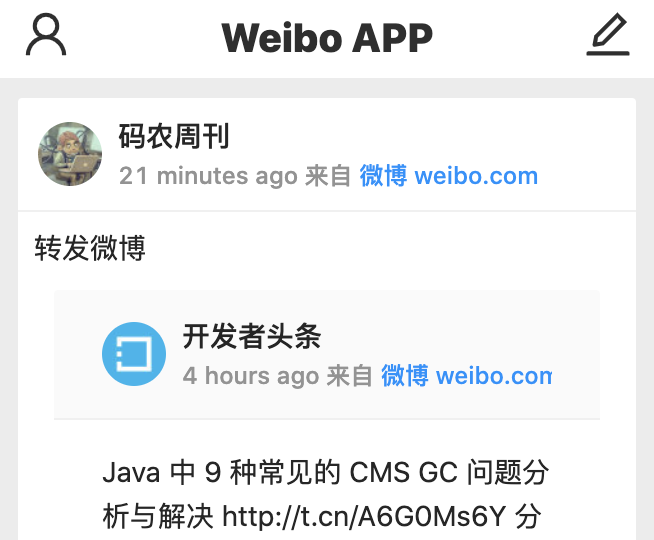 Weibo APP
码农周刊
21 minutes ago 来自 微博 weibo.com
转发微博
开发者头条
4 hours ago 来自 微博 weibo.com
Java 中 9 种常见的 CMS GC 问题分
析与解决 http://t.cn/A6G0Ms6Y 分